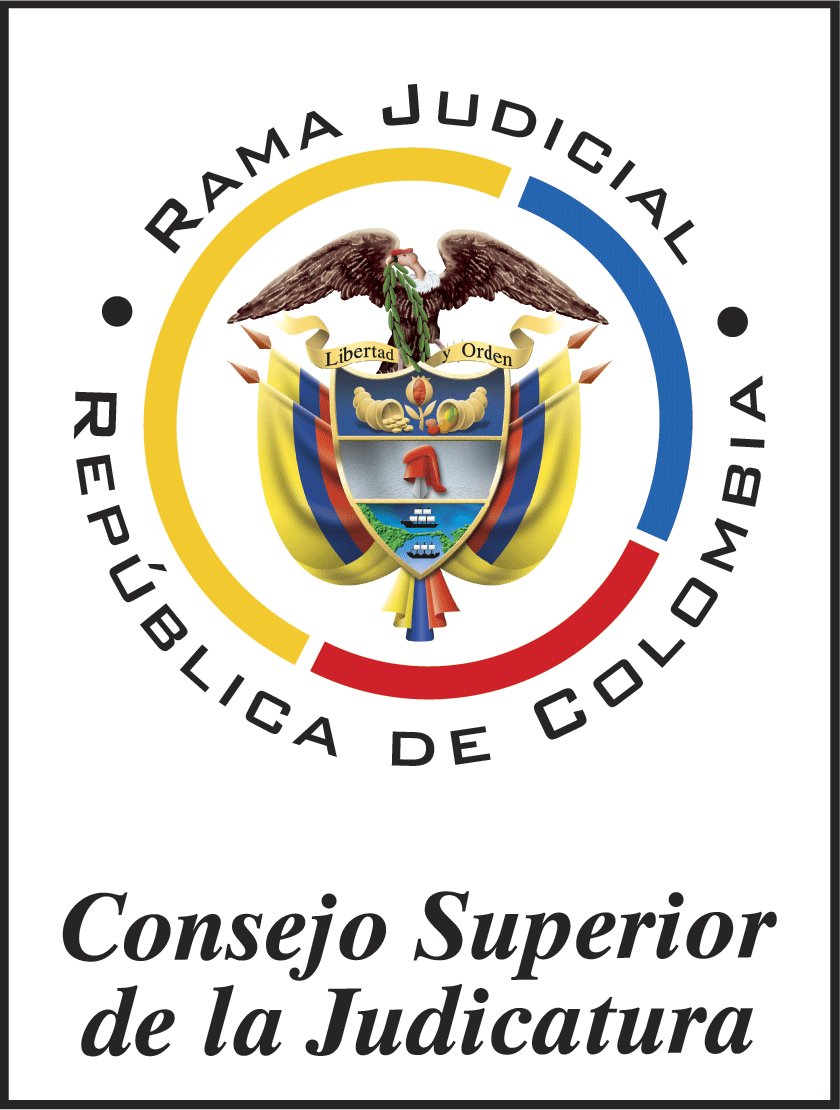 RAMA JUDICIAL
REPÚBLICA DE COLOMBIA
Libertad y Orden
Consejo Superior
de la Judicatura